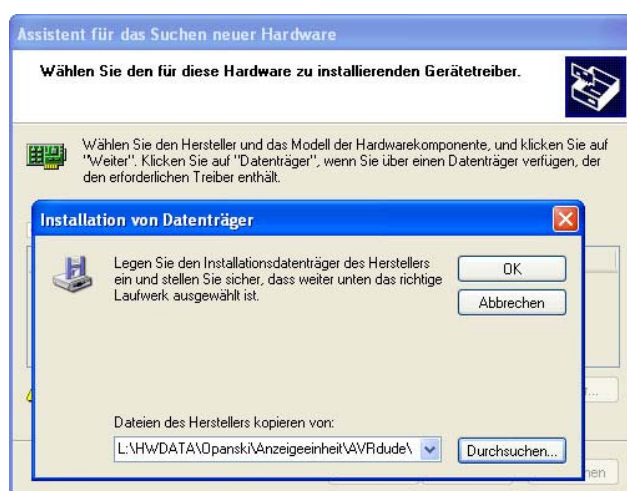 Assistent für das Suchen neuer Hardware
Wählen Sie den für diese Hardware zu installierenden Gerätetreiber.
Wählen Sie den Hersteller und das Modell der Hardwarekomponente, und klicken Sie auf
"Weiter". Klicken Sie auf "Datenträger", wenn Sie über einen Datenträger verfügen, der
den erforderlichen Treiber enthält.
Installation von Datenträger
Legen Sie den Installationsdatenträger des Herstellers
ein und stellen Sie sicher, dass weiter unten das richtige
Laufwerk ausgewählt ist.
OK
Abbrechen
Dateien des Herstellers kopieren von:
L:\HWDATA\Opanski\Anzeigeeinheit\AVRdude\
Durchsuchen...